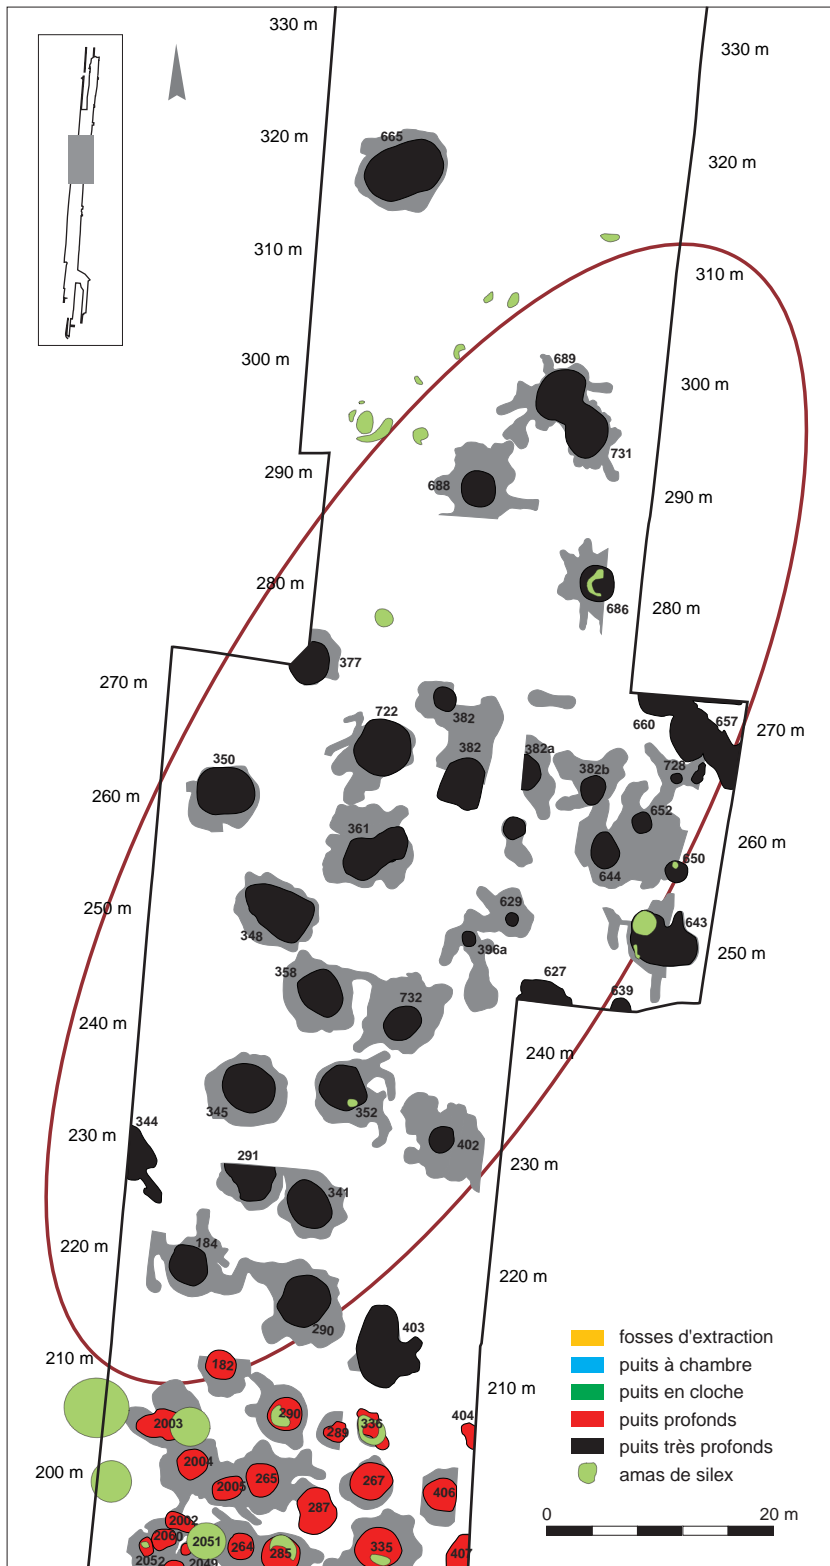 330 m
330 m
320 m
665
320 m
310 m
310 m
300 m
689
300 m
731
290 m
688
290 m
280 m
686
280 m
377
270 m
382
722
660
657
270 m
350
382
382a
382b
728
260 m
652
361
260 m
650
644
250 m
629
348
643
396a
250 m
358
627
639
732
240 m
240 m
345
352
344
230 m
402
291
230 m
341
184
220 m
220 m
290
403
210 m
182
210 m
2003
290
289
336
404
200 m
2004
2005
265
267
406
287
2002
2060
2051
264
285
335
407
2052
2049
fosses d'extraction
puits à chambre
puits en cloche
puits profonds
puits très profonds
amas de silex
0
20 m